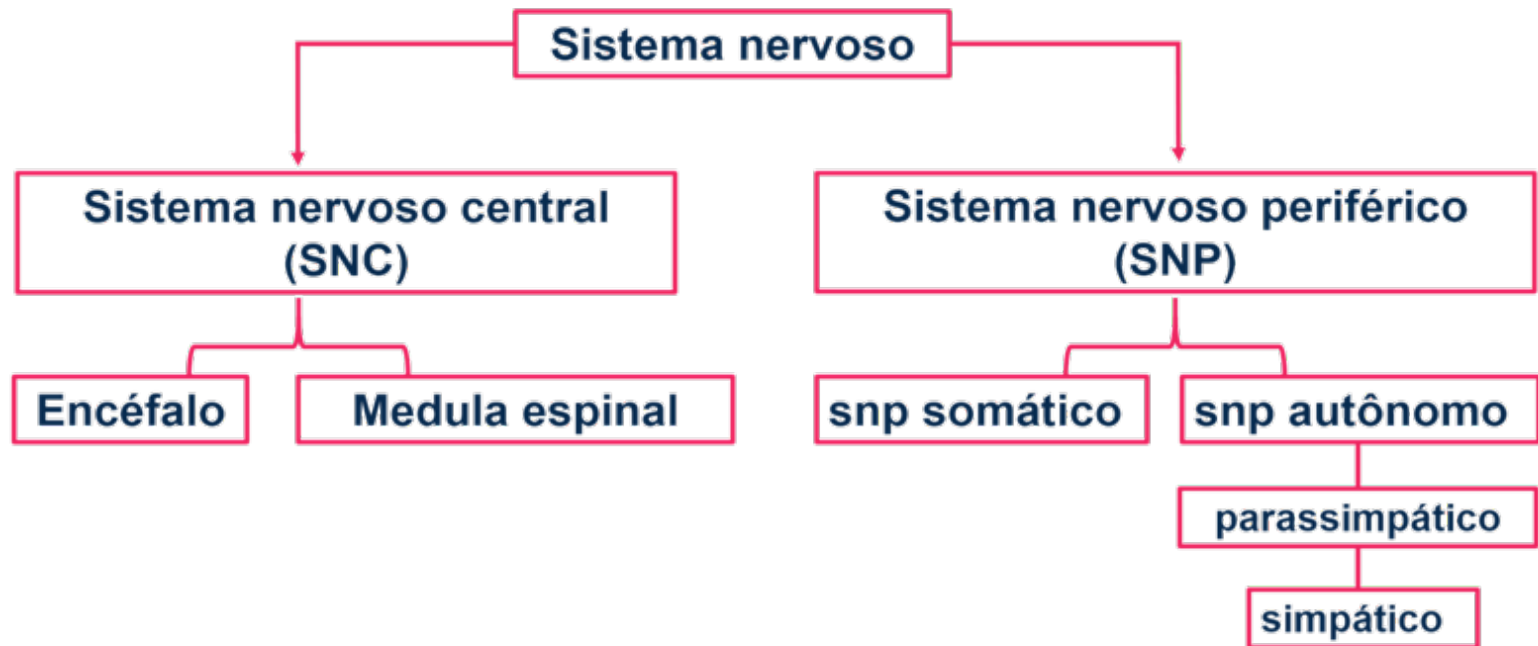 Sistema nervoso
Sistema nervoso central
(SNC)
Sistema nervoso periférico
(SNP)
Encéfalo
Medula espinal
snp somático
snp autônomo
parassimpático
simpático